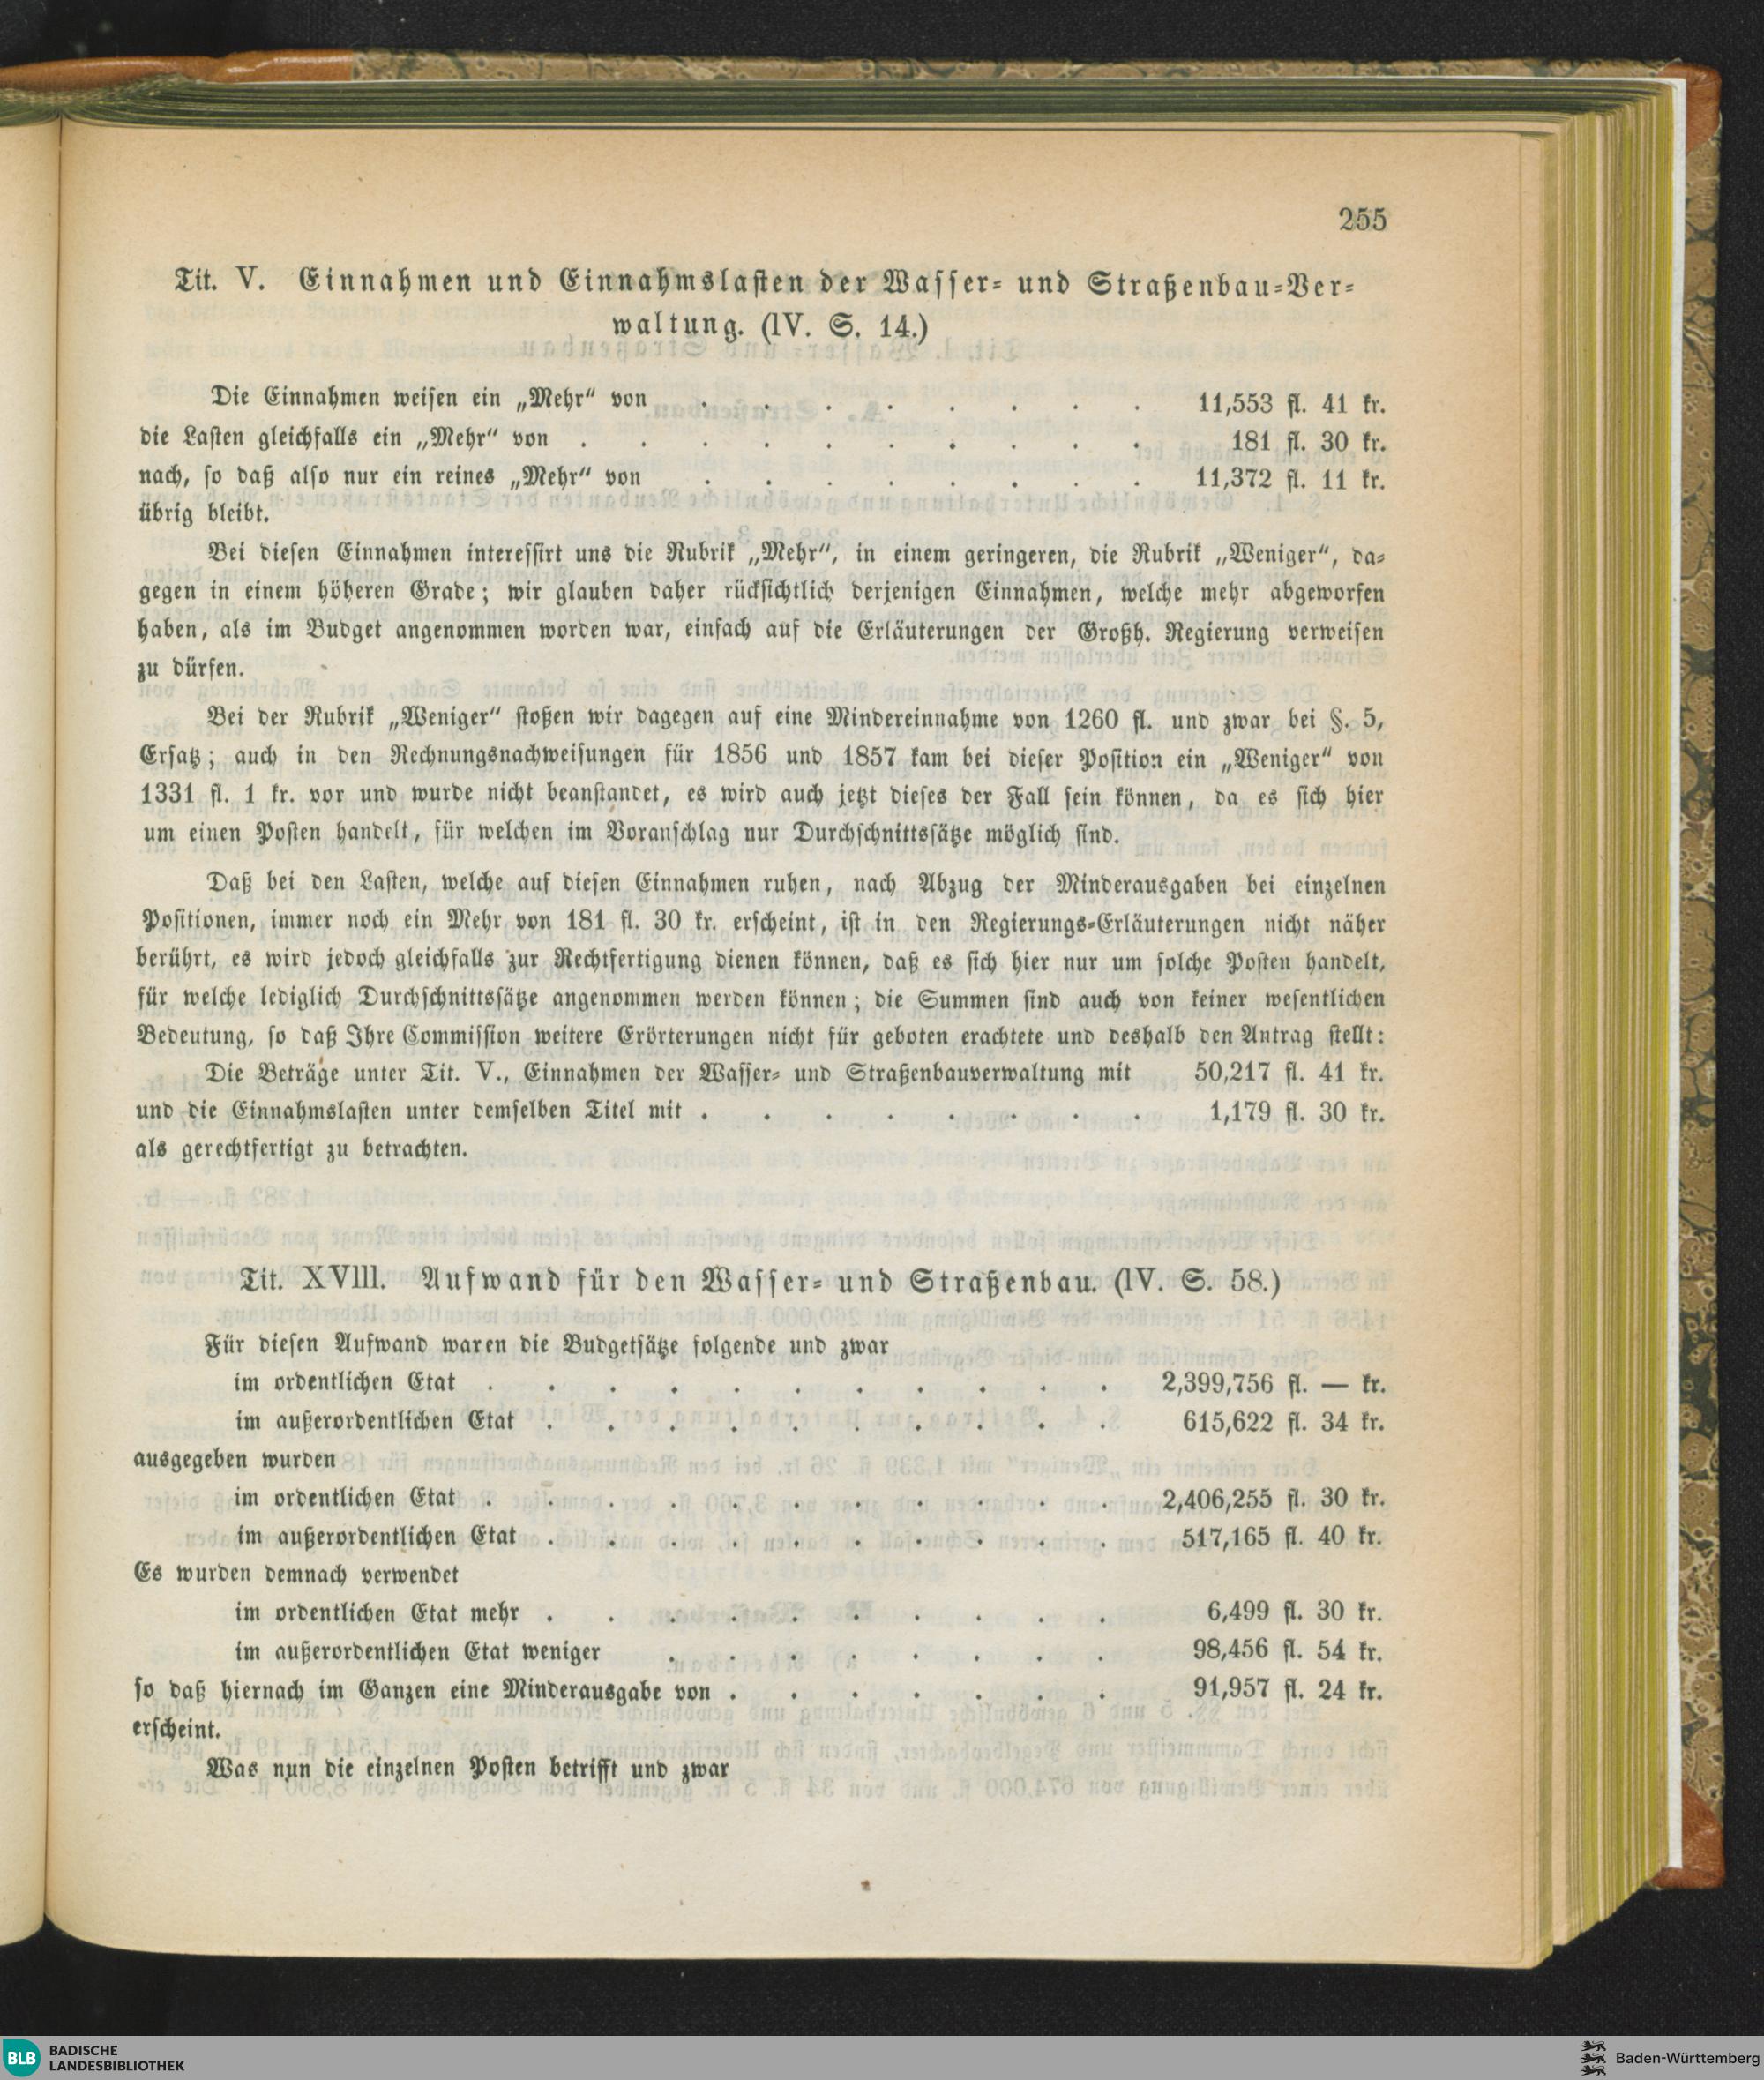 255
Tit. V. Einnahmen und Einnahmslasten der Wasser- und Straßenbau-Ver-
waltung. (IV. S. 14.)
Die Einnahmen weisen ein „Mehr“ von . . . . . . . . 11,553 fl. 41 kr.
die Lasten gleichfalls ein „Mehr“ von . . . . . . . . . . 181 fl. 30 kr.
nach, so daß also nur ein reines „Mehr“ von . . . . . . . . 11,372 fl. 11 kr.
übrig bleibt.
Bei diesen Einnahmen interessirt uns die Rubrik „Mehr“, in einem geringeren, die Rubrik „Weniger“, da-
gegen in einem höheren Grade; wir glauben daher rücksichtlich derjenigen Einnahmen, welche mehr abgeworfen
haben, als im Budget angenommen worden war, einfach auf die Erläuterungen der Großh. Regierung verweisen
zu dürfen.
Bei der Rubrik „Weniger“ stoßen wir dagegen auf eine Mindereinnahme von 1260 fl. und zwar bei §. 5,
Ersatz; auch in den Rechnungsnachweisungen für 1856 und 1857 kam bei dieser Position ein „Weniger“ von
1331 fl. 1 kr. vor und wurde nicht beanstandet, es wird auch jetzt dieses der Fall sein können, da es sich hier
um einen Posten handelt, für welchen im Voranschlag nur Durchschnittssätze möglich sind.
Daß bei den Lasten, welche auf diesen Einnahmen ruhen, nach Abzug der Minderausgaben bei einzelnen
Positionen, immer noch ein Mehr von 181 fl. 30 kr. erscheint, ist in den Regierungs-Erläuterungen nicht näher
berührt, es wird jedoch gleichfalls zur Rechtfertigung dienen können, daß es sich hier nur um solche Posten handelt,
für welche lediglich Durchschnittssätze angenommen werden können; die Summen sind auch von keiner wesentlichen
Bedeutung, so daß Ihre Commission weitere Erörterungen nicht für geboten erachtete und deshalb den Antrag stellt:
Die Beträge unter Tit. V., Einnahmen der Wasser- und Straßenbauverwaltung mit 50,217 fl. 41 kr.
und die Einnahmslasten unter demselben Titel mit . . . . . . . . 1,179 fl. 30 kr.
als gerechtfertigt zu betrachten.
Tit. XVIII. Aufwand für den Wasser- und Straßenbau. (IV. S. 58.)
Für diesen Aufwand waren die Budgetsätze folgende und zwar
im ordentlichen Etat . . . . . . . . . . . 2,399,756 fl. — kr.
im außerordentlichen Etat . . . . . . . . . . 615,622 fl. 34 kr.
ausgegeben wurden
im ordentlichen Etat . . . . . . . . . . . 2,406,255 fl. 30 kr.
im außerordentlichen Etat . . . . . . . . . . 517,165 fl. 40 kr.
Es wurden demnach verwendet
im ordentlichen Etat mehr . . . . . . . . . . 6,499 fl. 30 kr.
im außerordentlichen Etat weniger . . . . . . . . 98,456 fl. 54 kr.
so daß hiernach im Ganzen eine Minderausgabe von . . . . . . . 91,957 fl. 24 kr.
erscheint.
Was nun die einzelnen Posten betrifft und zwar
BLB BADISCHE
LANDESBIBLIOTHEK
Baden-Württemberg